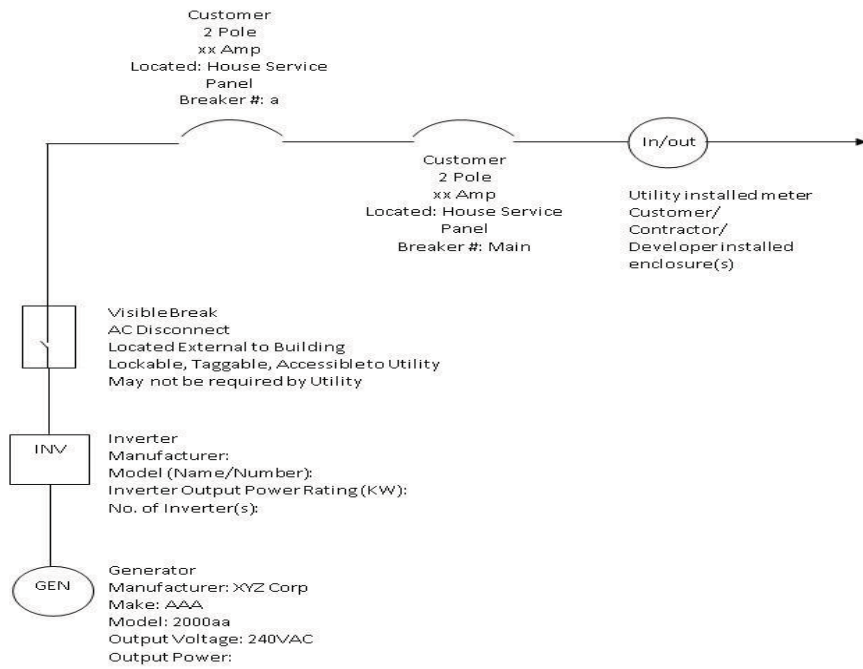 Customer
2 Pole
xx Amp
Located: House Service
Panel
Breaker #: a
In/out
Customer
2 Pole
xx Amp
Located: House Service
Panel
Breaker #: Main
Utility installed meter
Customer/
Contractor/
Developer installed
enclosure(s)
Visible Break
AC Disconnect
Located External to Building
Lockable, Taggable, Accessible to Utility
May not be required by Utility
INV
Inverter
Manufacturer:
Model (Name/Number):
Inverter Output Power Rating (KW):
No. of Inverter(s):
GEN
Generator
Manufacturer: XYZ Corp
Make: AAA
Model: 2000aa
Output Voltage: 240VAC
Output Power: